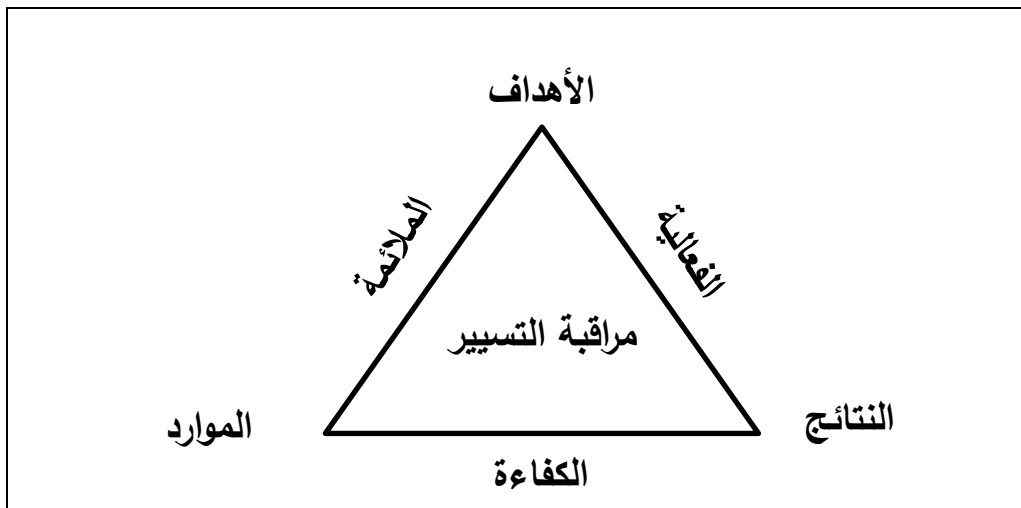 الأهداف
الفعالية
الملائمة
مراقبة التسيير
النتائج
الموارد
الكفاءة